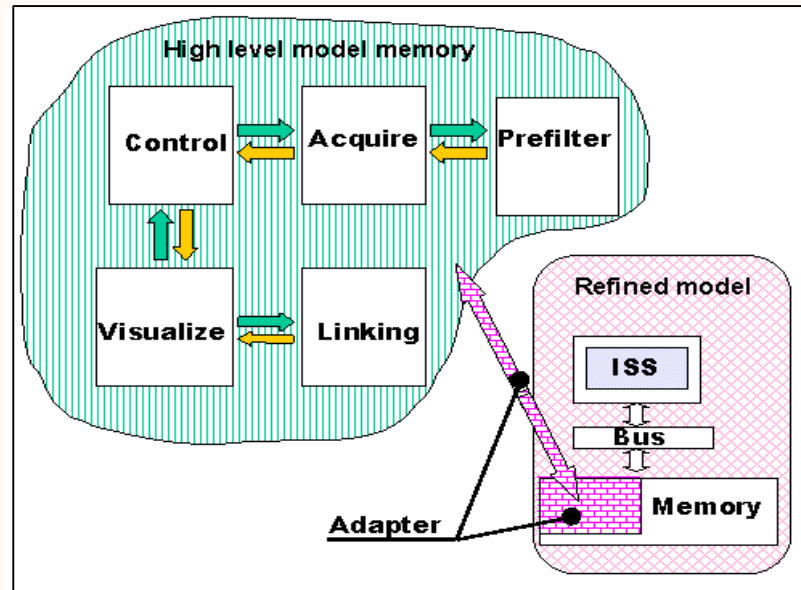 High level model memory
Control
Acquire
Prefilter
Visualize
Linking
Refined model
ISS
Bus
Memory
Adapter